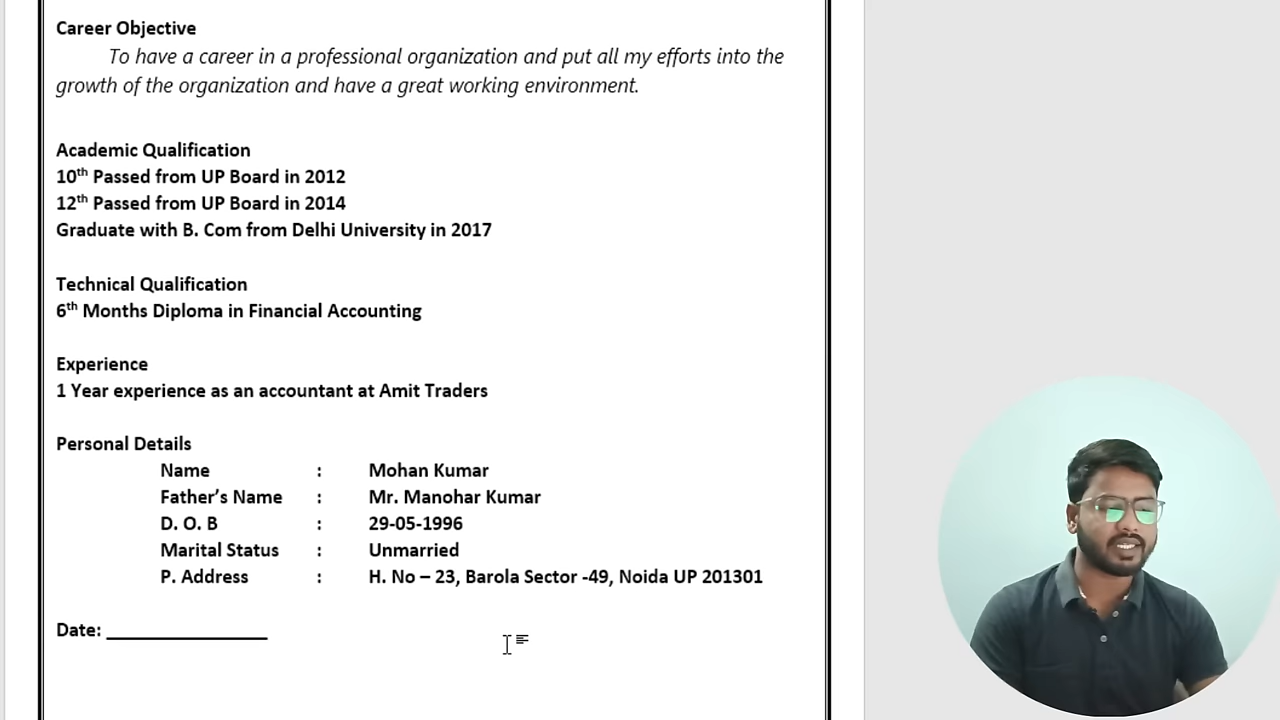 Career Objective
To have a career in a professional organization and put all my efforts into the
growth of the organization and have a great working environment.
Academic Qualification
10th Passed from UP Board in 2012
12th Passed from UP Board in 2014
Graduate with B. Com from Delhi University in 2017
Technical Qualification
6th Months Diploma in Financial Accounting
Experience
1 Year experience as an accountant at Amit Traders
Personal Details
Name : Mohan Kumar
Father’s Name : Mr. Manohar Kumar
D. O. B : 29-05-1996
Marital Status : Unmarried
P. Address : H. No – 23, Barola Sector -49, Noida UP 201301
Date: _______________